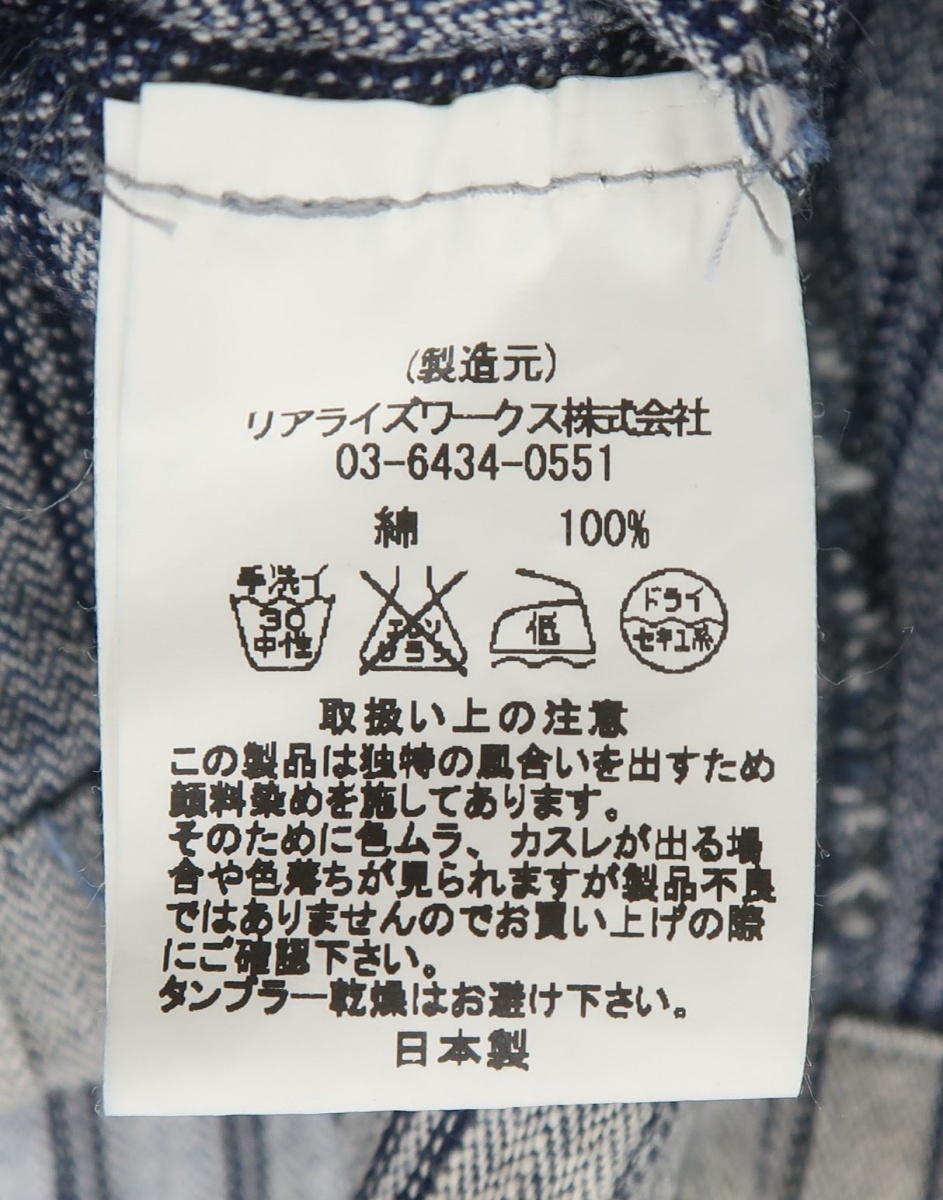 (製造元)
リアライズワークス株式会社
03-6434-0551
綿 100%
手洗イ
30
中性
エンソ
サラシ
低
ドライ
セキユ系
取扱い上の注意
この製品は独特の風合いを出すため
顔料染めを施してあります。
そのために色ムラ、カスレが出る場
合や色落ちが見られますが製品不良
ではありませんのでお買い上げの際
にご確認下さい。
タンブラー乾燥はお避け下さい。
日本製